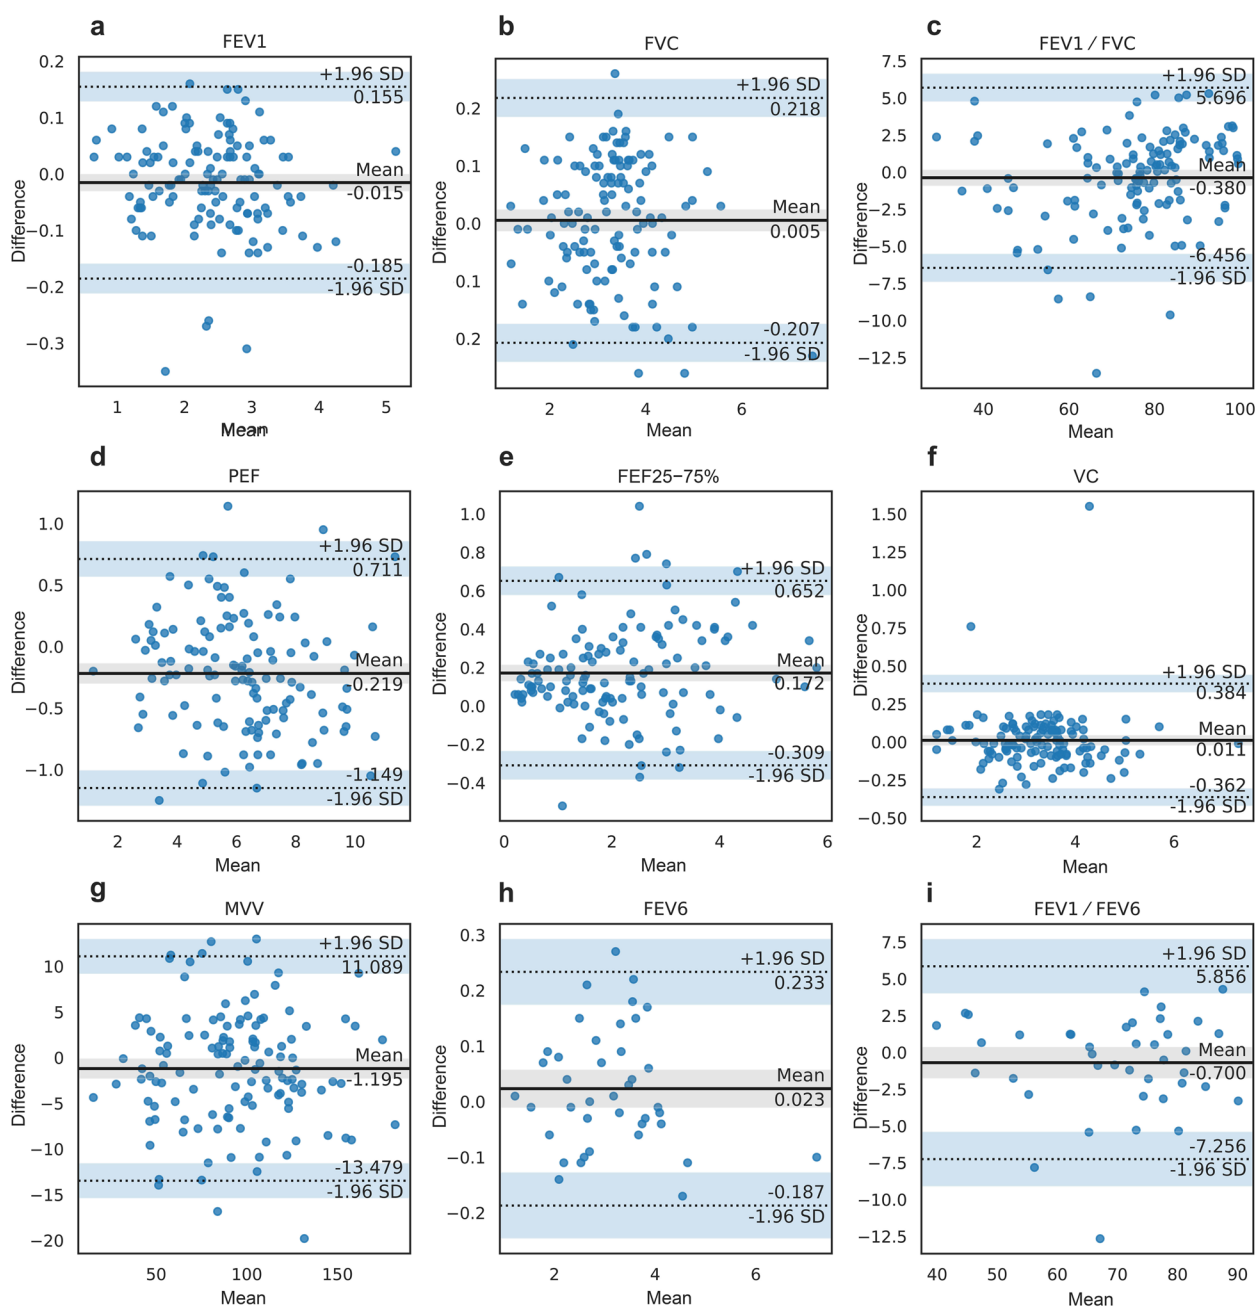 a
FEV1
0.2
0.1
0.0
−0.1
−0.2
−0.3
Difference
+1.96 SD
0.155
Mean
-0.015
-0.185
-1.96 SD
1 2 3 4 5
Mean
b
FVC
0.2
0.1
0.0
0.1
0.2
Difference
+1.96 SD
0.218
Mean
0.005
-0.207
-1.96 SD
2 4 6
Mean
c
FEV1 / FVC
7.5
5.0
2.5
0.0
−2.5
−5.0
−7.5
−10.0
−12.5
Difference
+1.96 SD
5.696
Mean
-0.380
-6.456
-1.96 SD
40 60 80 100
Mean
d
PEF
1.0
0.5
0.0
−0.5
−1.0
Difference
+1.96 SD
0.711
Mean
-0.219
-1.149
-1.96 SD
2 4 6 8 10
Mean
e
FEF25−75%
1.0
0.8
0.6
0.4
0.2
0.0
−0.2
−0.4
Difference
+1.96 SD
0.652
Mean
0.172
-0.309
-1.96 SD
0 2 4 6
Mean
f
VC
1.50
1.25
1.00
0.75
0.50
0.25
0.00
−0.25
−0.50
Difference
+1.96 SD
0.384
Mean
0.011
-0.362
-1.96 SD
2 4 6
Mean
g
MVV
10
5
0
−5
−10
−15
−20
Difference
+1.96 SD
11.089
Mean
-1.195
-13.479
-1.96 SD
50 100 150
Mean
h
FEV6
0.3
0.2
0.1
0.0
−0.1
−0.2
Difference
+1.96 SD
0.233
Mean
0.023
-0.187
-1.96 SD
2 4 6
Mean
i
FEV1 / FEV6
7.5
5.0
2.5
0.0
−2.5
−5.0
−7.5
−10.0
−12.5
Difference
+1.96 SD
5.856
Mean
-0.700
-7.256
-1.96 SD
40 50 60 70 80 90
Mean